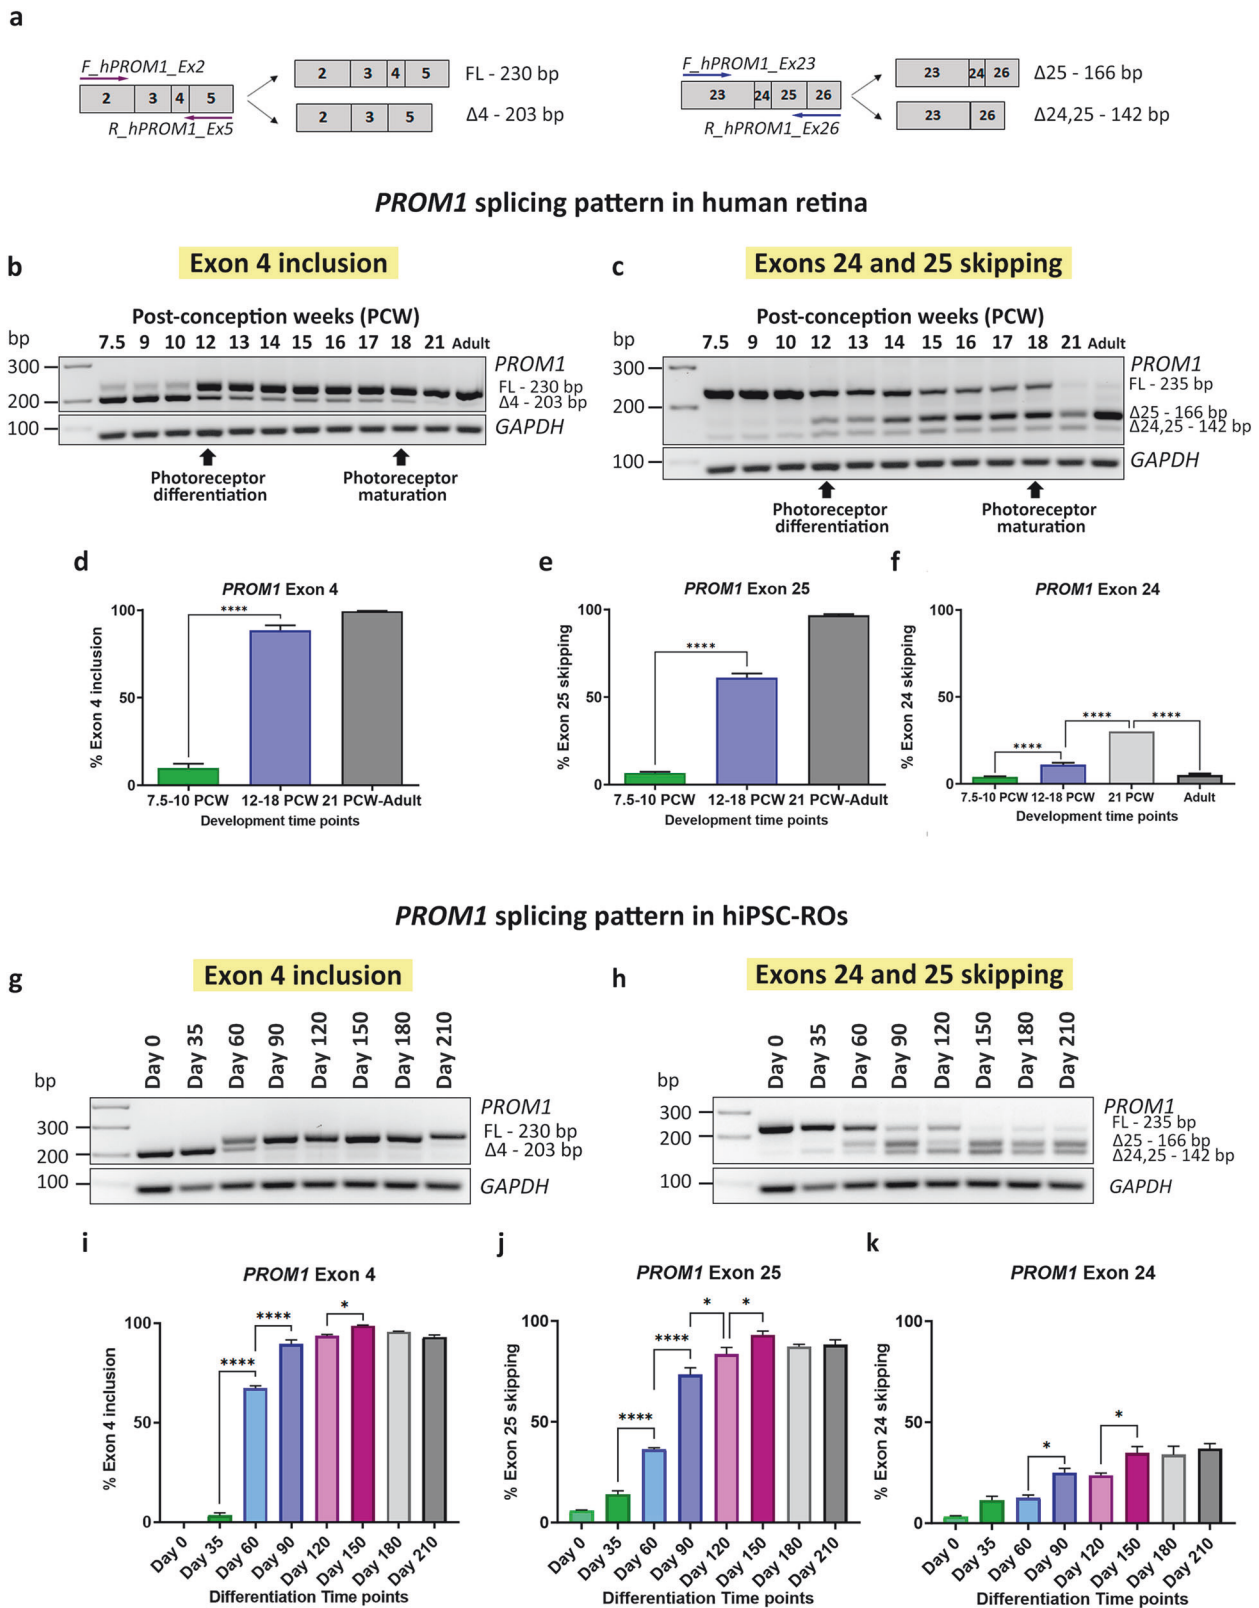 a
F_hPROM1_Ex2
2 3 4 5
R_hPROM1_Ex5
2 3 4 5
FL - 230 bp
2 3 5
Δ4 - 203 bp
F_hPROM1_Ex23
23 24 25 26
R_hPROM1_Ex26
23 24 26
Δ25 - 166 bp
23 26
Δ24,25 - 142 bp
PROM1 splicing pattern in human retina
b
Exon 4 inclusion
Post-conception weeks (PCW)
bp
7.5 9 10 12 13 14 15 16 17 18 21 Adult
300
200
100
PROM1
FL - 230 bp
Δ4 - 203 bp
GAPDH
Photoreceptor
differentiation
Photoreceptor
maturation
c
Exons 24 and 25 skipping
Post-conception weeks (PCW)
bp
7.5 9 10 12 13 14 15 16 17 18 21 Adult
300
200
100
PROM1
FL - 235 bp
Δ25 - 166 bp
Δ24,25 - 142 bp
GAPDH
Photoreceptor
differentiation
Photoreceptor
maturation
d
PROM1 Exon 4
% Exon 4 inclusion
100
50
0
****
7.5-10 PCW 12-18 PCW 21 PCW-Adult
Development time points
e
PROM1 Exon 25
% Exon 25 skipping
100
50
0
****
7.5-10 PCW 12-18 PCW 21 PCW-Adult
Development time points
f
PROM1 Exon 24
% Exon 24 skipping
100
50
0
**** **** ****
7.5-10 PCW 12-18 PCW 21 PCW Adult
Development time points
PROM1 splicing pattern in hiPSC-ROs
g
Exon 4 inclusion
bp
Day 0 Day 35 Day 60 Day 90 Day 120 Day 150 Day 180 Day 210
300
200
100
PROM1
FL - 230 bp
Δ4 - 203 bp
GAPDH
h
Exons 24 and 25 skipping
bp
Day 0 Day 35 Day 60 Day 90 Day 120 Day 150 Day 180 Day 210
300
200
100
PROM1
FL - 235 bp
Δ25 - 166 bp
Δ24,25 - 142 bp
GAPDH
i
PROM1 Exon 4
% Exon 4 inclusion
100
50
0
**** **** *
Day 0 Day 35 Day 60 Day 90 Day 120 Day 150 Day 180 Day 210
Differentiation Time points
j
PROM1 Exon 25
% Exon 25 skipping
100
50
0
**** **** * *
Day 0 Day 35 Day 60 Day 90 Day 120 Day 150 Day 180 Day 210
Differentiation Time points
k
PROM1 Exon 24
% Exon 24 skipping
100
50
0
* *
Day 0 Day 35 Day 60 Day 90 Day 120 Day 150 Day 180 Day 210
Differentiation Time points